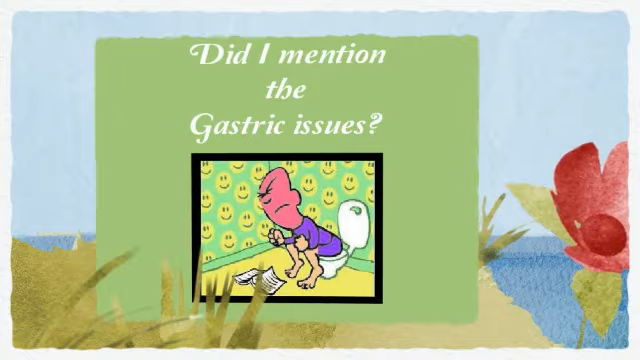 Did I mention
the
Gastric issues?